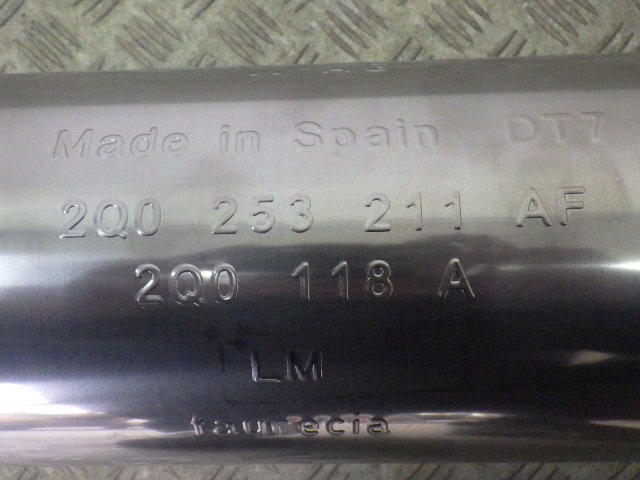 Made in Spain DT7
2Q0 253 211 AF
2Q0 118 A
LM
faurecia